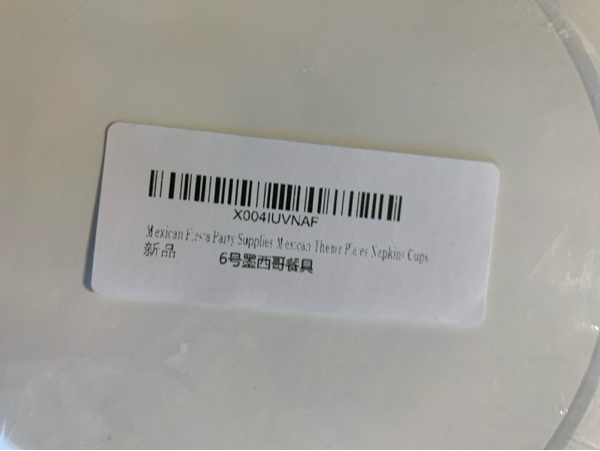 X004IUVNAF
Mexican Fiesta Party Supplies Mexican Theme Plates Napkins Cups
新品 6号墨西哥餐具